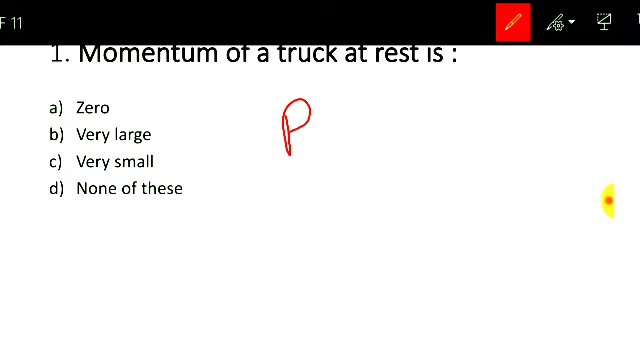 F 11
1. Momentum of a truck at rest is :
a) Zero
b) Very large
c) Very small
d) None of these
P